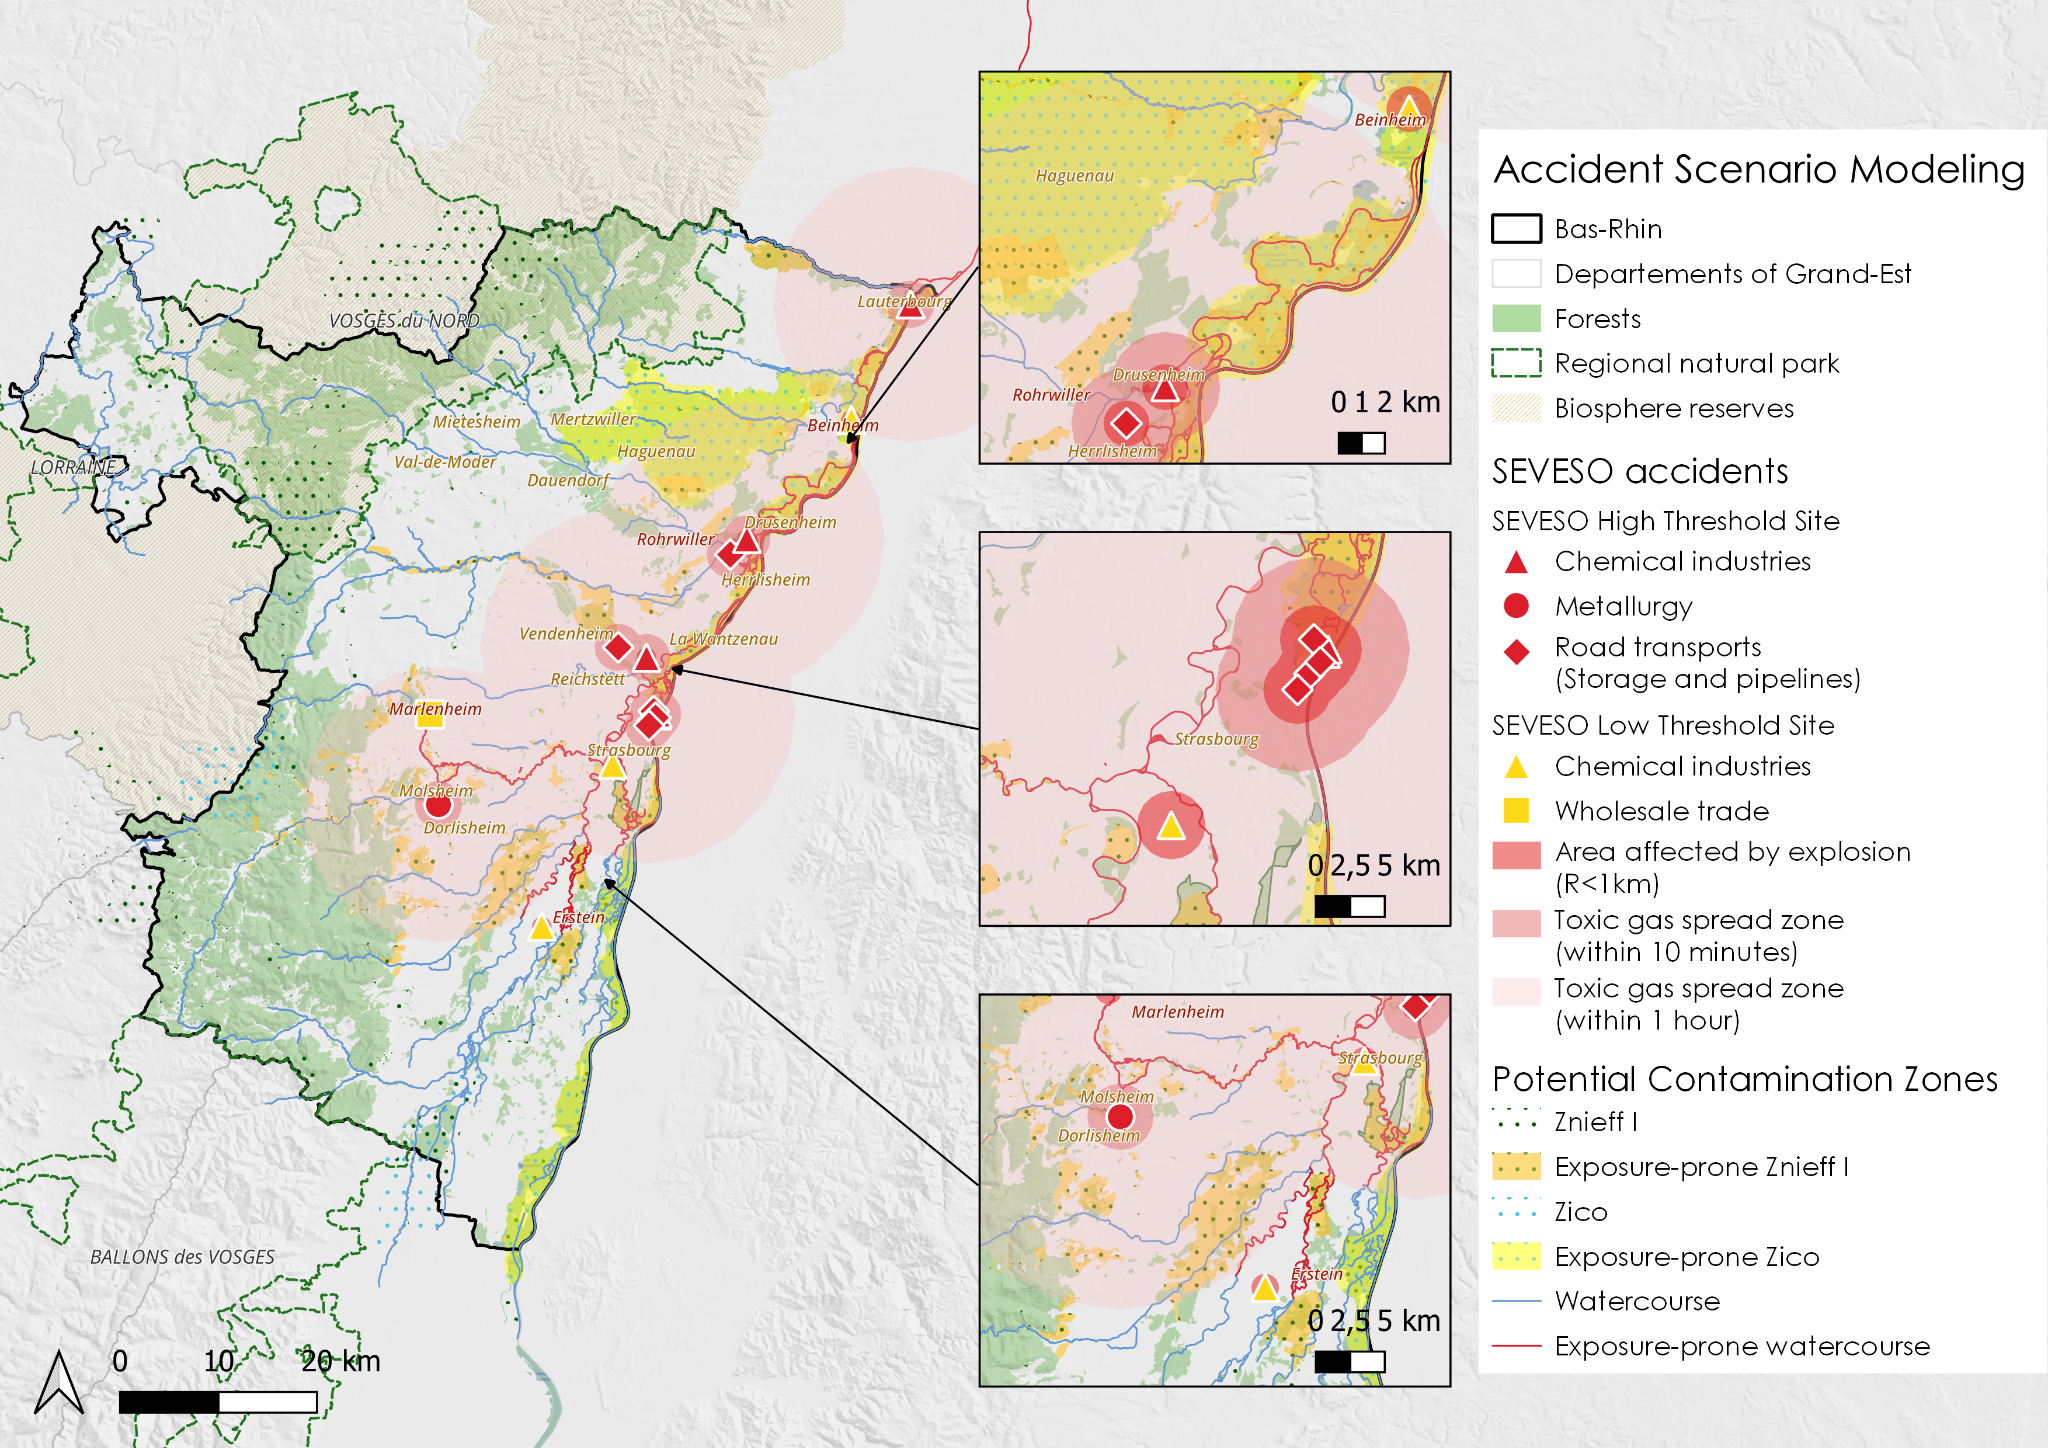 VOSGES du NORD
Lauterbourg
Mietesheim
Mertzwiller
Beinheim
Haguenau
Val-de-Moder
LORRAINE
Dauendorf
Drusenheim
Rohrwiller
Herrlisheim
Vendenheim
La Wantzenau
Reichstett
Marlenheim
Strasbourg
Molsheim
Dorlisheim
Erstein
BALLONS des VOSGES
0 10 20 km
Beinheim
Haguenau
Drusenheim
Rohrwiller
Herrlisheim
0 1 2 km
Strasbourg
0 2,5 5 km
Marlenheim
Strasbourg
Molsheim
Dorlisheim
Erstein
0 2,5 5 km
Accident Scenario Modeling
Bas-Rhin
Departements of Grand-Est
Forests
Regional natural park
Biosphere reserves
SEVESO accidents
SEVESO High Threshold Site
Chemical industries
Metallurgy
Road transports
(Storage and pipelines)
SEVESO Low Threshold Site
Chemical industries
Wholesale trade
Area affected by explosion
(R<1km)
Toxic gas spread zone
(within 10 minutes)
Toxic gas spread zone
(within 1 hour)
Potential Contamination Zones
Znieff I
Exposure-prone Znieff I
Zico
Exposure-prone Zico
Watercourse
Exposure-prone watercourse